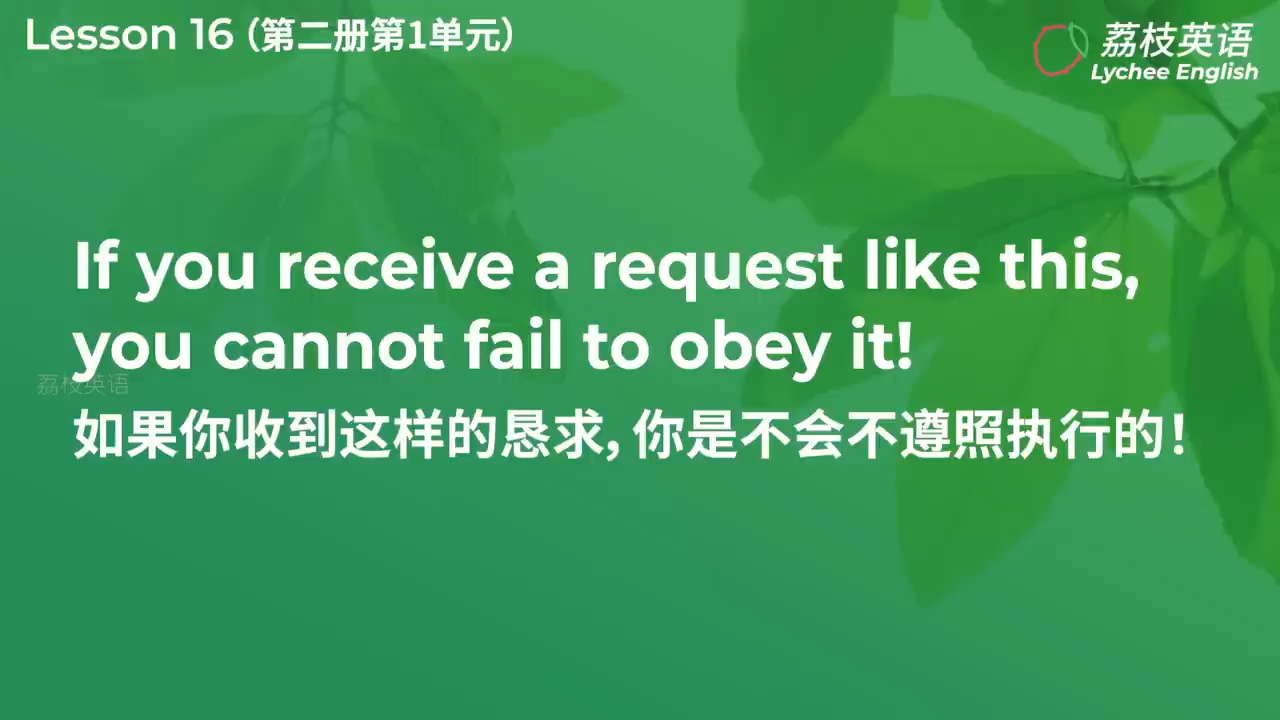 Lesson 16 (第二册第1单元)
荔枝英语
Lychee English
If you receive a request like this,
you cannot fail to obey it!
荔枝英语
如果你收到这样的恳求, 你是不会不遵照执行的!